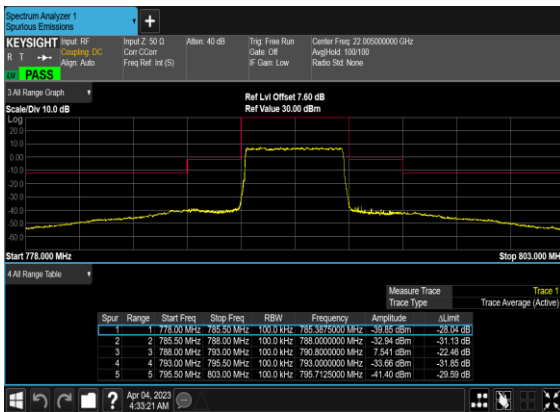 Spectrum Analyzer 1
Spurious Emissions
+
KEYSIGHT Input: RF Input Z: 50 Ω Atten: 40 dB Trig: Free Run Center Freq: 22.005000000 GHz
R T Coupling: DC Corr CCorr Gate: Off Avg|Hold: 100/100
Align: Auto Freq Ref: Int (S) IF Gain: Low Radio Std: None
PASS
3 All Range Graph
Ref Lvl Offset 7.60 dB
Scale/Div 10.0 dB Ref Value 30.00 dBm
Log
20.0
10.0
0.00
-10.0
-20.0
-30.0
-40.0
-50.0
-60.0
Start 778.000 MHz Stop 803.000 MH
4 All Range Table
Measure Trace Trace 1
Trace Type Trace Average (Active)
Spur Range Start Freq Stop Freq RBW Frequency Amplitude ΔLimit
1 1 778.00 MHz 785.50 MHz 100.0 kHz 785.3875000 MHz -39.85 dBm -28.04 dB
2 2 785.50 MHz 788.00 MHz 100.0 kHz 788.0000000 MHz -32.94 dBm -31.13 dB
3 3 788.00 MHz 793.00 MHz 100.0 kHz 790.8000000 MHz 7.541 dBm -22.46 dB
4 4 793.00 MHz 795.50 MHz 100.0 kHz 793.0000000 MHz -33.66 dBm -31.85 dB
5 5 795.50 MHz 803.00 MHz 100.0 kHz 795.7125000 MHz -41.40 dBm -29.59 dB
? Apr 04, 2023
4:33:21 AM